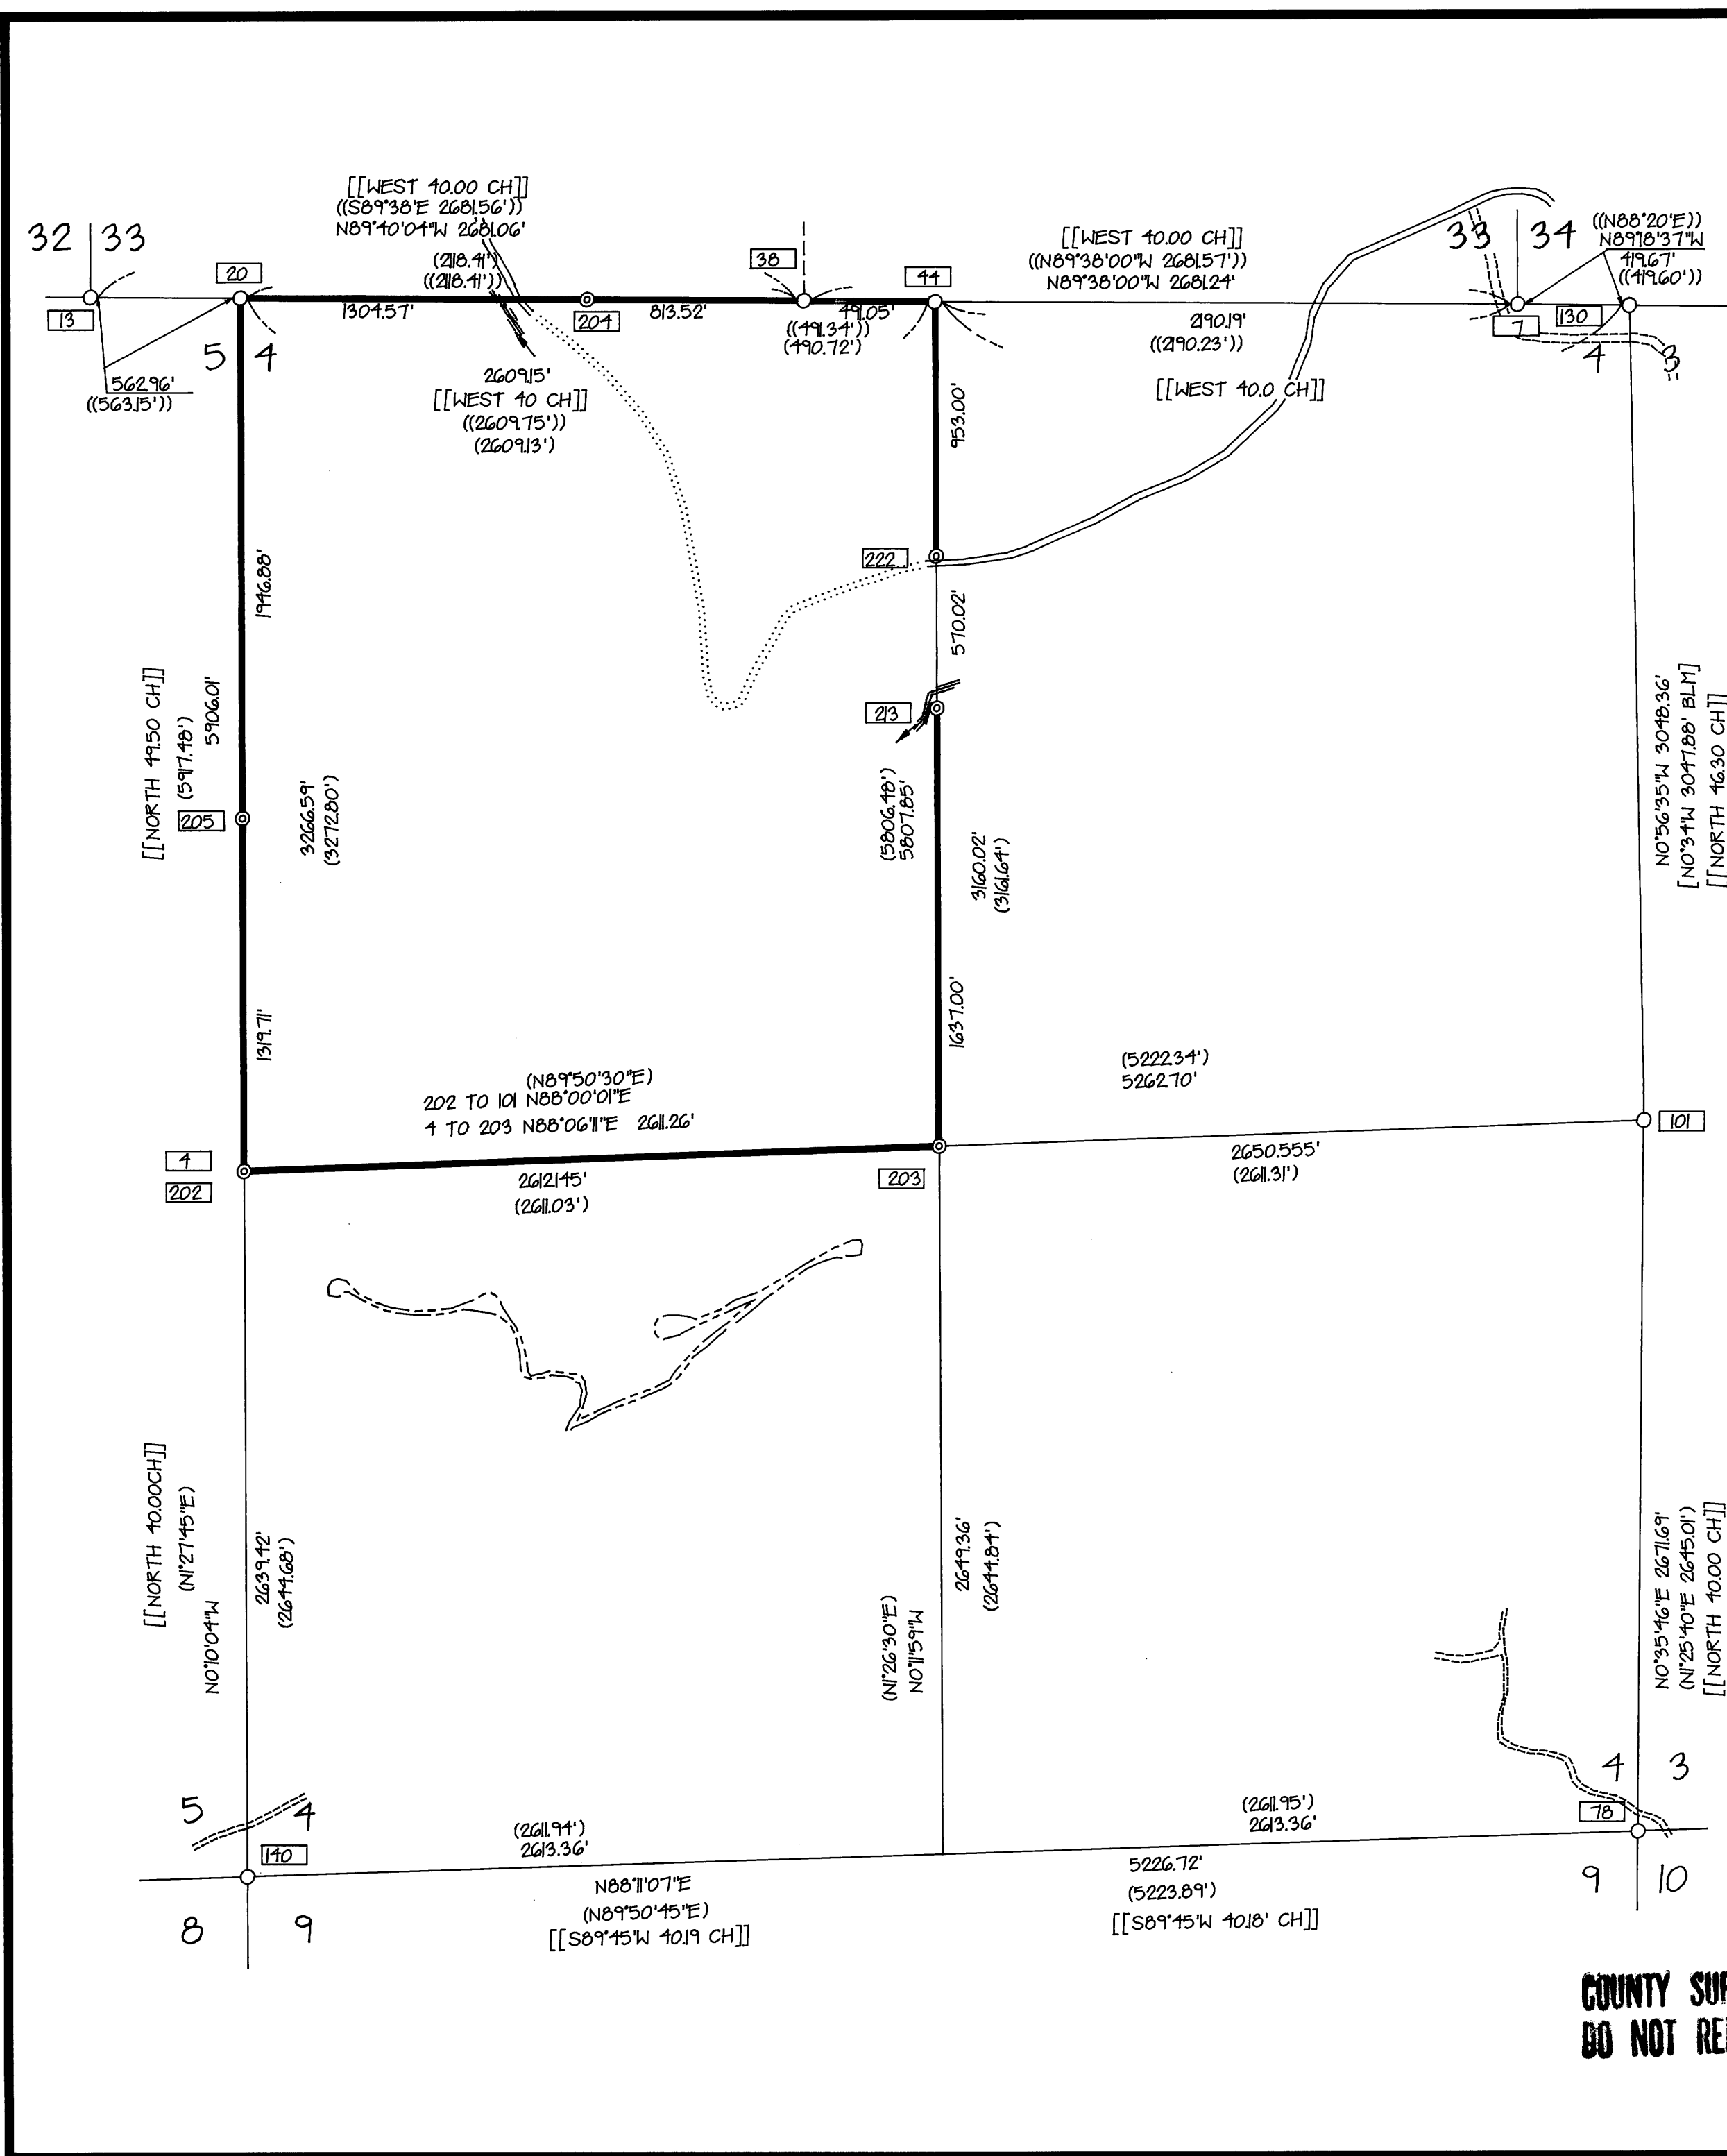 [[WEST 40.00 CH]]
((S89°38'E 2681.56'))
N89°40'04"W 2681.06'
(2118.41')
((2118.41'))
[[WEST 40.00 CH]]
((N89°38'00"W 2681.57'))
N89°38'00"W 2681.24'
((N88°20'E))
N89°18'37"W
419.67'
((419.60'))
32 33
33 34
20
38
44
13
1304.57'
204
813.52'
491.05'
((491.34'))
(490.72')
2190.19'
((2190.23'))
7
130
5 4
4 3
562.96'
((563.15'))
2609.15'
[[WEST 40 CH]]
((2609.75'))
(2609.13')
[[WEST 40.0 CH]]
953.00'
222
570.02'
1946.88'
213
[[NORTH 49.50 CH]]
(5917.48')
5906.01'
205
3266.59'
(3272.80')
(5806.48')
5807.85'
3160.02'
(3161.64')
N0°56'35"W 3048.36'
[N0°34'W 3047.88' BLM]
[[NORTH 46.30 CH]]
1319.71'
1637.00'
(N89°50'30"E)
202 TO 101 N88°00'01"E
4 TO 203 N88°06'11"E 2611.26'
(5222.34')
5262.70'
101
4
202
2612.145'
(2611.03')
203
2650.555'
(2611.31')
[[NORTH 40.00CH]]
(N1°27'45"E)
N0°10'04"W
2639.42'
(2644.68')
(N1°26'30"E)
N0°11'59"W
2649.36'
(2644.84')
N0°35'46"E 2671.69'
(N1°25'40"E 2645.01')
[[NORTH 40.00 CH]]
5 4
4 3
140
78
(2611.94')
2613.36'
(2611.95')
2613.36'
N88°11'07"E
(N89°50'45"E)
[[S89°45'W 40.19 CH]]
5226.72'
(5223.89')
[[S89°45'W 40.18' CH]]
8 9
9 10
COUNTY SUR
DO NOT RE